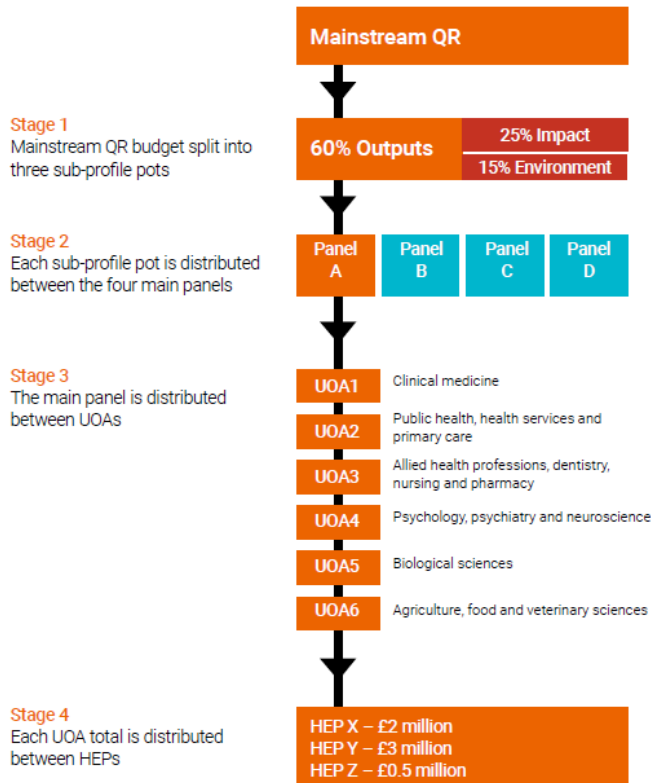 Mainstream QR
Stage 1
Mainstream QR budget split into
three sub-profile pots
60% Outputs
25% Impact
15% Environment
Stage 2
Each sub-profile pot is distributed
between the four main panels
Panel
A
Panel
B
Panel
C
Panel
D
Stage 3
The main panel is distributed
between UOAs
UOA1
Clinical medicine
UOA2
Public health, health services and
primary care
UOA3
Allied health professions, dentistry,
nursing and pharmacy
UOA4
Psychology, psychiatry and neuroscience
UOA5
Biological sciences
UOA6
Agriculture, food and veterinary sciences
Stage 4
Each UOA total is distributed
between HEPs
HEP X – £2 million
HEP Y – £3 million
HEP Z – £0.5 million